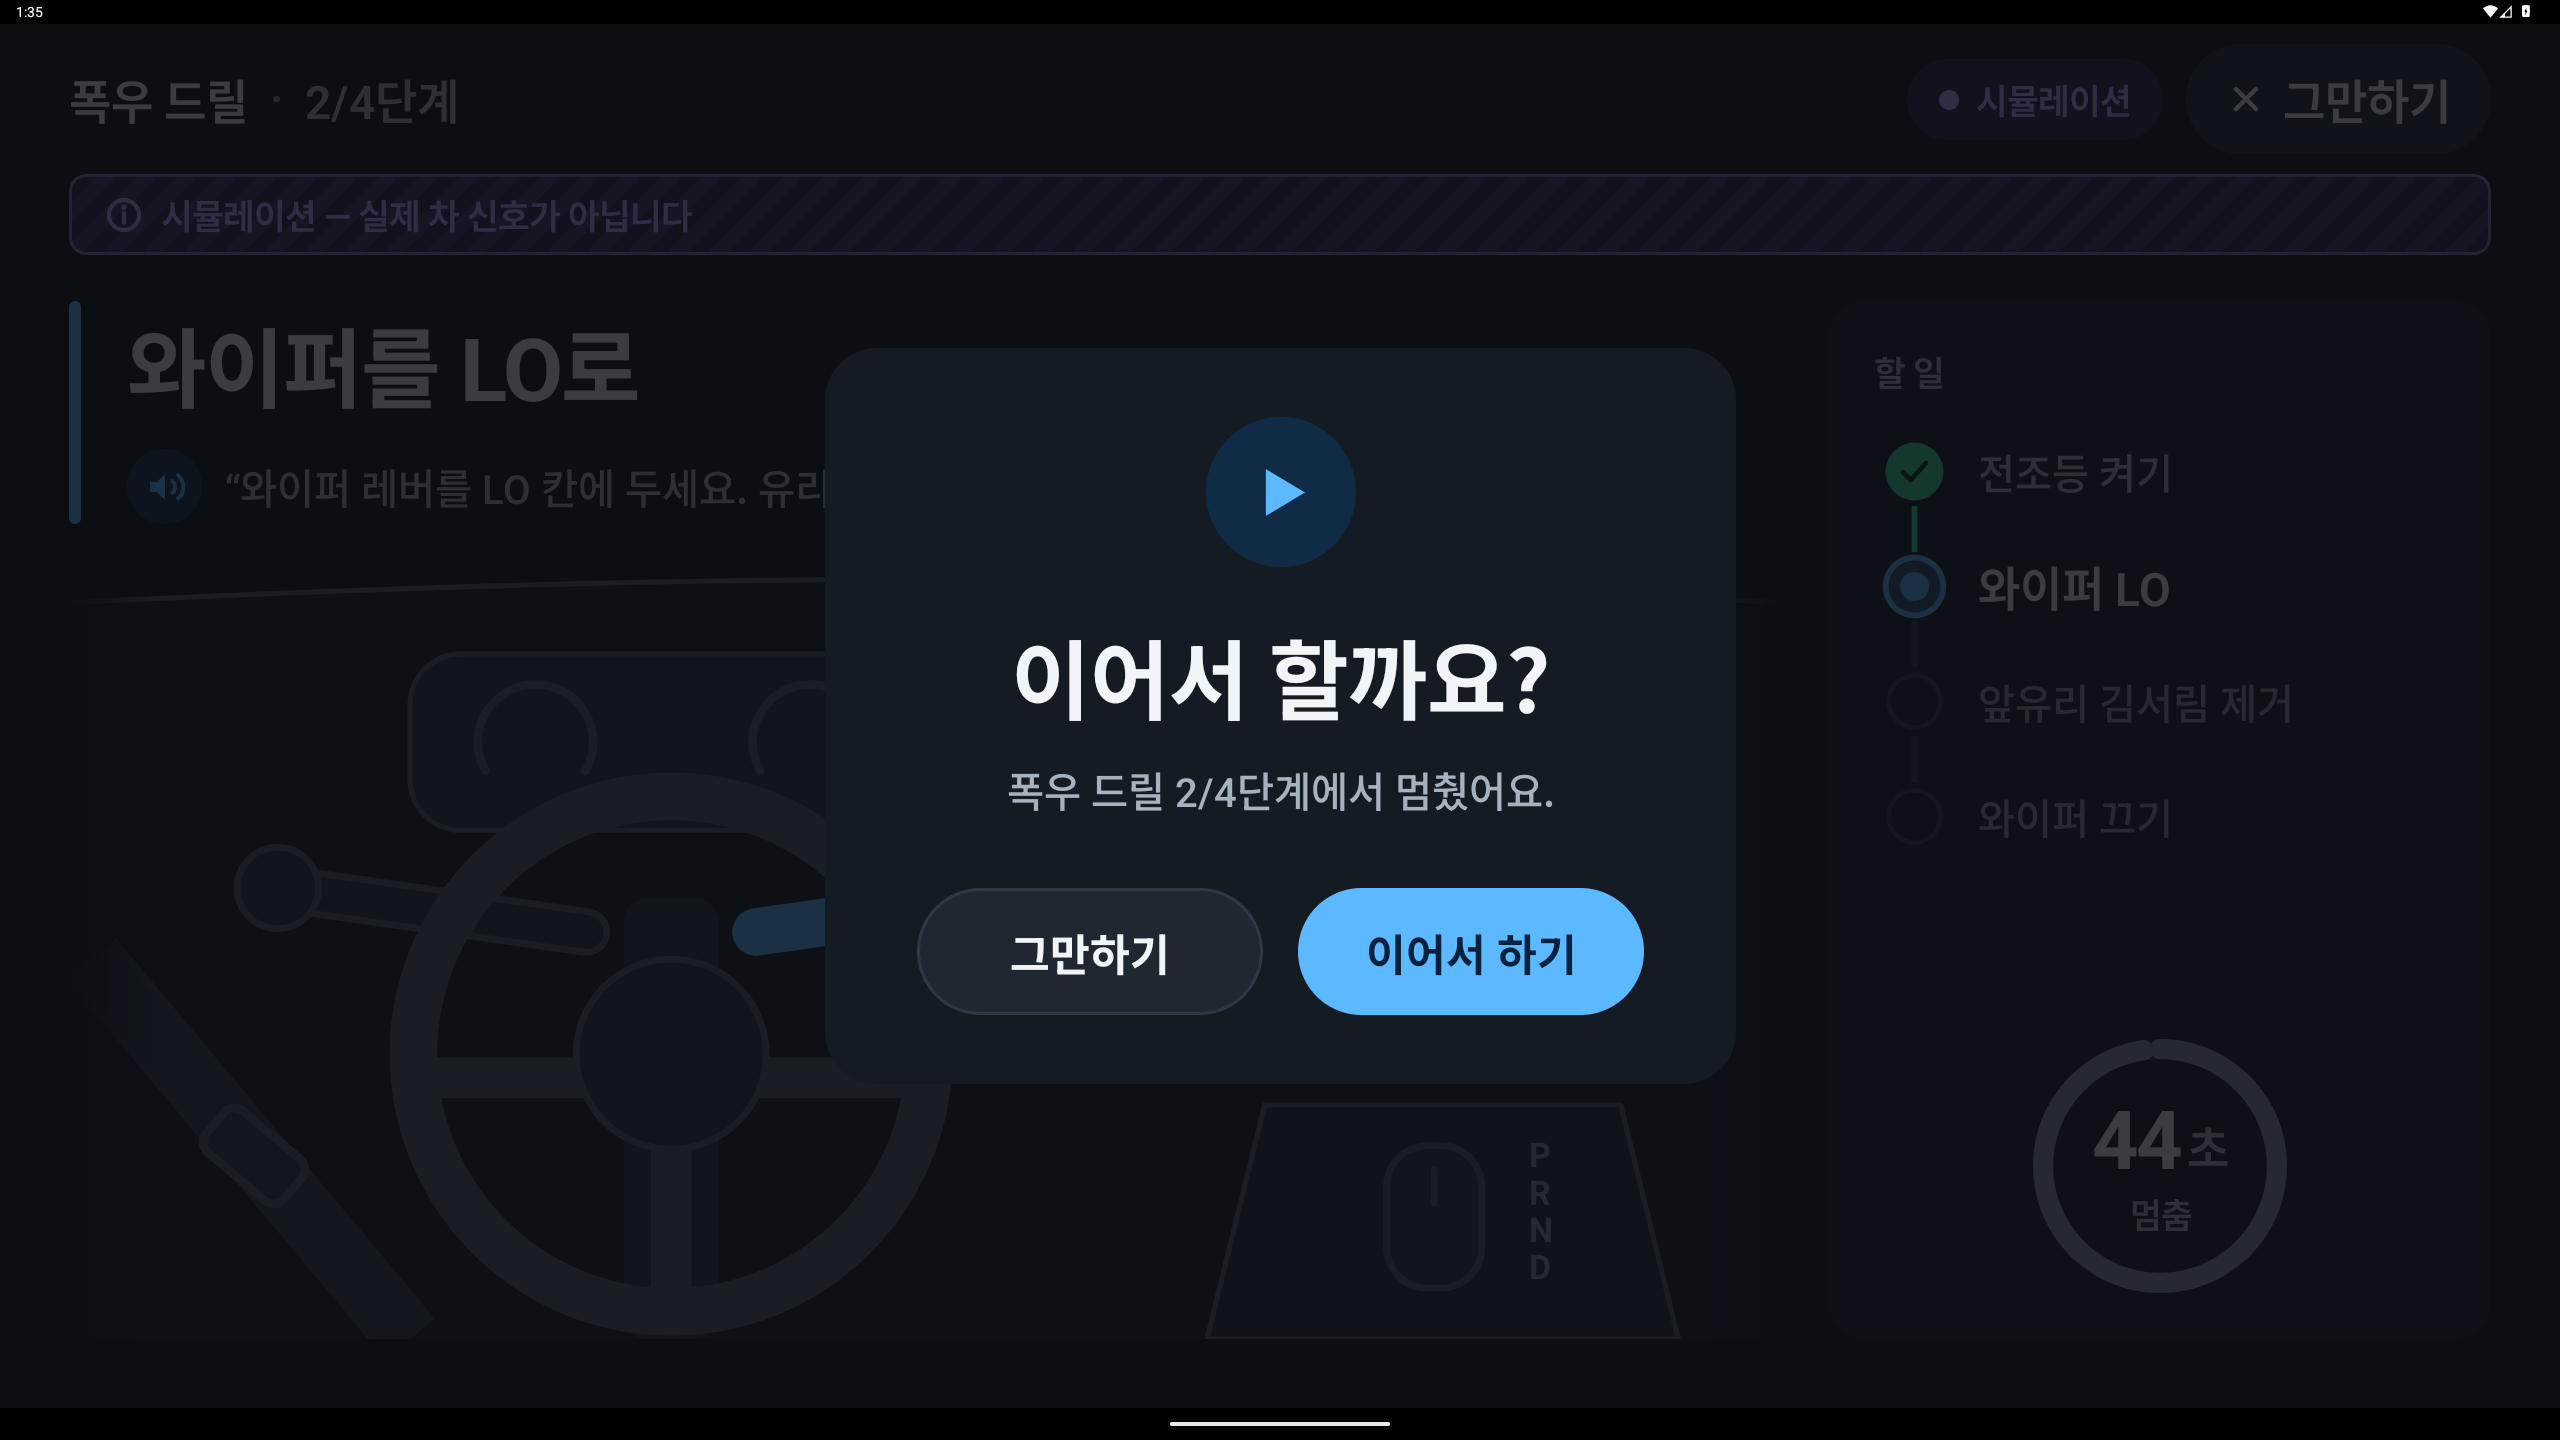 1:35
폭우 드릴 · 2/4단계
시뮬레이션
그만하기
시뮬레이션 — 실제 차 신호가 아닙니다
와이퍼를 LO로
“와이퍼 레버를 LO 칸에 두세요. 유리
할 일
전조등 켜기
와이퍼 LO
앞유리 김서림 제거
와이퍼 끄기
이어서 할까요?
폭우 드릴 2/4단계에서 멈췄어요.
그만하기
이어서 하기
44초
멈춤
P
R
N
D